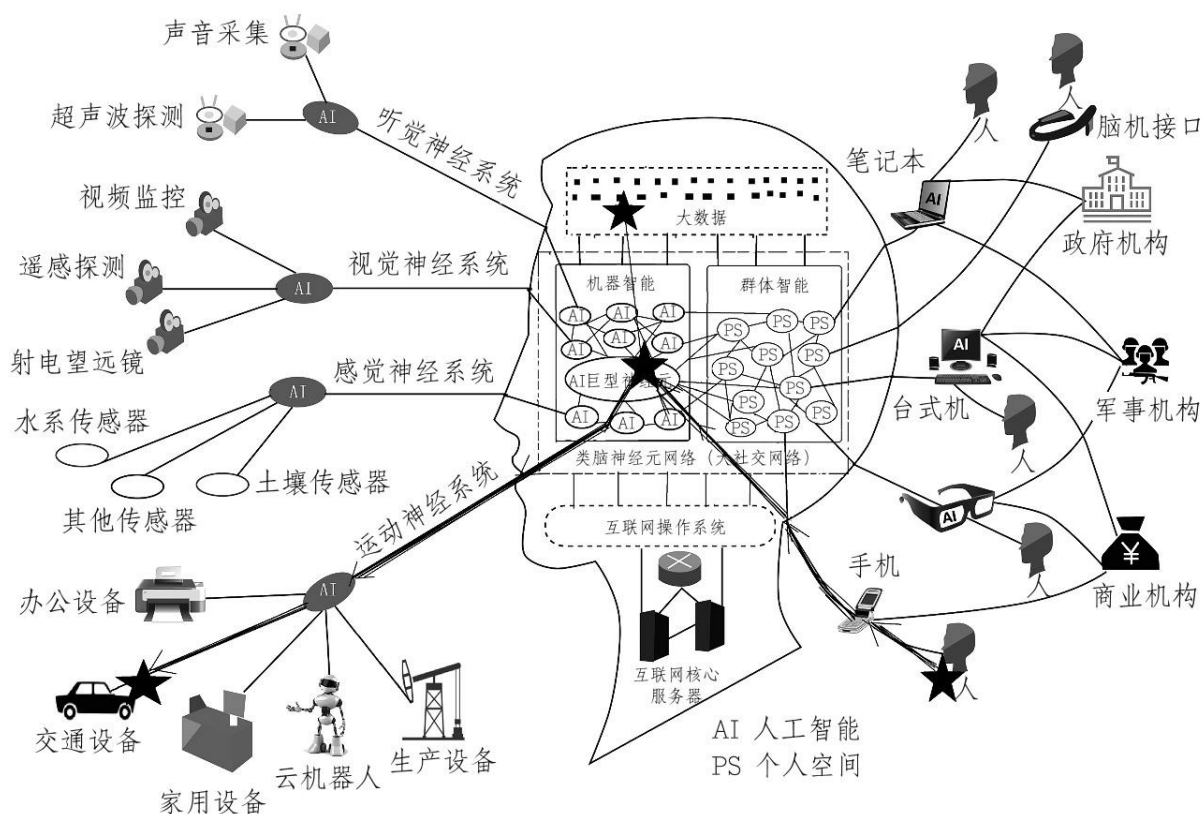 声音采集
AI
超声波探测
听觉神经系统
视频监控
遥感探测
AI
视觉神经系统
射电望远镜
AI
感觉神经系统
水系传感器
土壤传感器
其他传感器
运动神经系统
办公设备
AI
交通设备
家用设备
云机器人
生产设备
大数据
机器智能
AI
AI
AI
AI
AI
AI
AI巨型神经元
AI
AI
AI
群体智能
PS
PS
PS
PS
PS
PS
PS
PS
PS
PS
PS
PS
类脑神经元网络（大社交网络）
互联网操作系统
互联网核心
服务器
人
人
脑机接口
笔记本
AI
政府机构
AI
台式机
人
军事机构
AI
人
商业机构
手机
人
AI 人工智能
PS 个人空间
¥